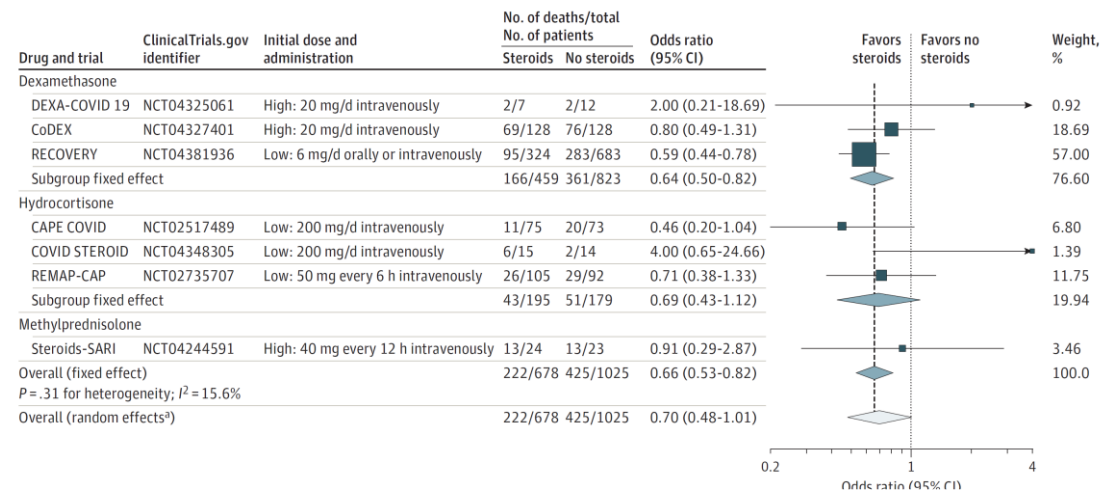 No. of deaths/total
No. of patients
Drug and trial ClinicalTrials.gov identifier Initial dose and administration Steroids No steroids Odds ratio (95% CI) Favors steroids Favors no steroids Weight, %
Dexamethasone
DEXA-COVID 19 NCT04325061 High: 20 mg/d intravenously 2/7 2/12 2.00 (0.21-18.69) 0.92
CoDEX NCT04327401 High: 20 mg/d intravenously 69/128 76/128 0.80 (0.49-1.31) 18.69
RECOVERY NCT04381936 Low: 6 mg/d orally or intravenously 95/324 283/683 0.59 (0.44-0.78) 57.00
Subgroup fixed effect 166/459 361/823 0.64 (0.50-0.82) 76.60
Hydrocortisone
CAPE COVID NCT02517489 Low: 200 mg/d intravenously 11/75 20/73 0.46 (0.20-1.04) 6.80
COVID STEROID NCT04348305 Low: 200 mg/d intravenously 6/15 2/14 4.00 (0.65-24.66) 1.39
REMAP-CAP NCT02735707 Low: 50 mg every 6 h intravenously 26/105 29/92 0.71 (0.38-1.33) 11.75
Subgroup fixed effect 43/195 51/179 0.69 (0.43-1.12) 19.94
Methylprednisolone
Steroids-SARI NCT04244591 High: 40 mg every 12 h intravenously 13/24 13/23 0.91 (0.29-2.87) 3.46
Overall (fixed effect) 222/678 425/1025 0.66 (0.53-0.82) 100.0
P = .31 for heterogeneity; I² = 15.6%
Overall (random effectsᵃ) 222/678 425/1025 0.70 (0.48-1.01)
0.2 1 4
Odds ratio (95% CI)